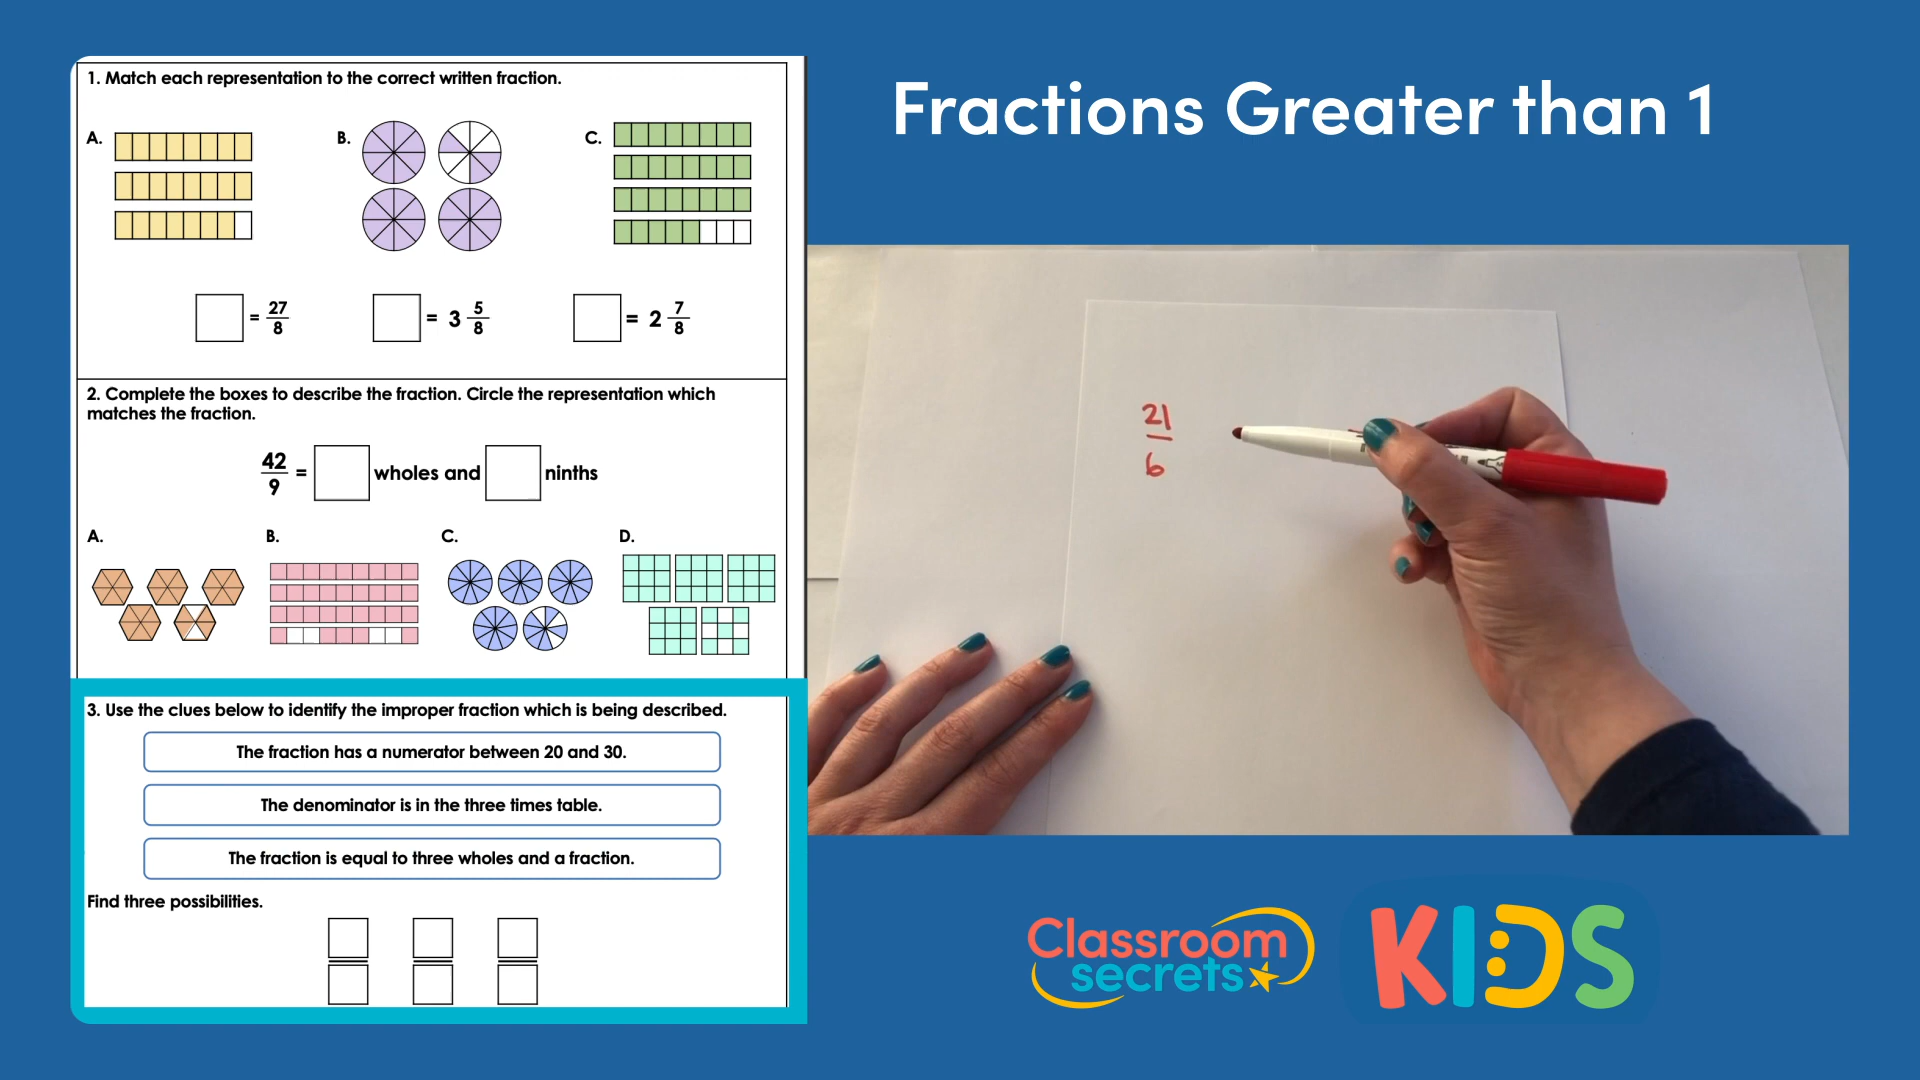 1. Match each representation to the correct written fraction.
A.
B.
C.
= 27/8
= 3 5/8
= 2 7/8
2. Complete the boxes to describe the fraction. Circle the representation which
matches the fraction.
42/9 = wholes and ninths
A.
B.
C.
D.
3. Use the clues below to identify the improper fraction which is being described.
The fraction has a numerator between 20 and 30.
The denominator is in the three times table.
The fraction is equal to three wholes and a fraction.
Find three possibilities.
Fractions Greater than 1
21
6
Classroom
secrets
KIDS